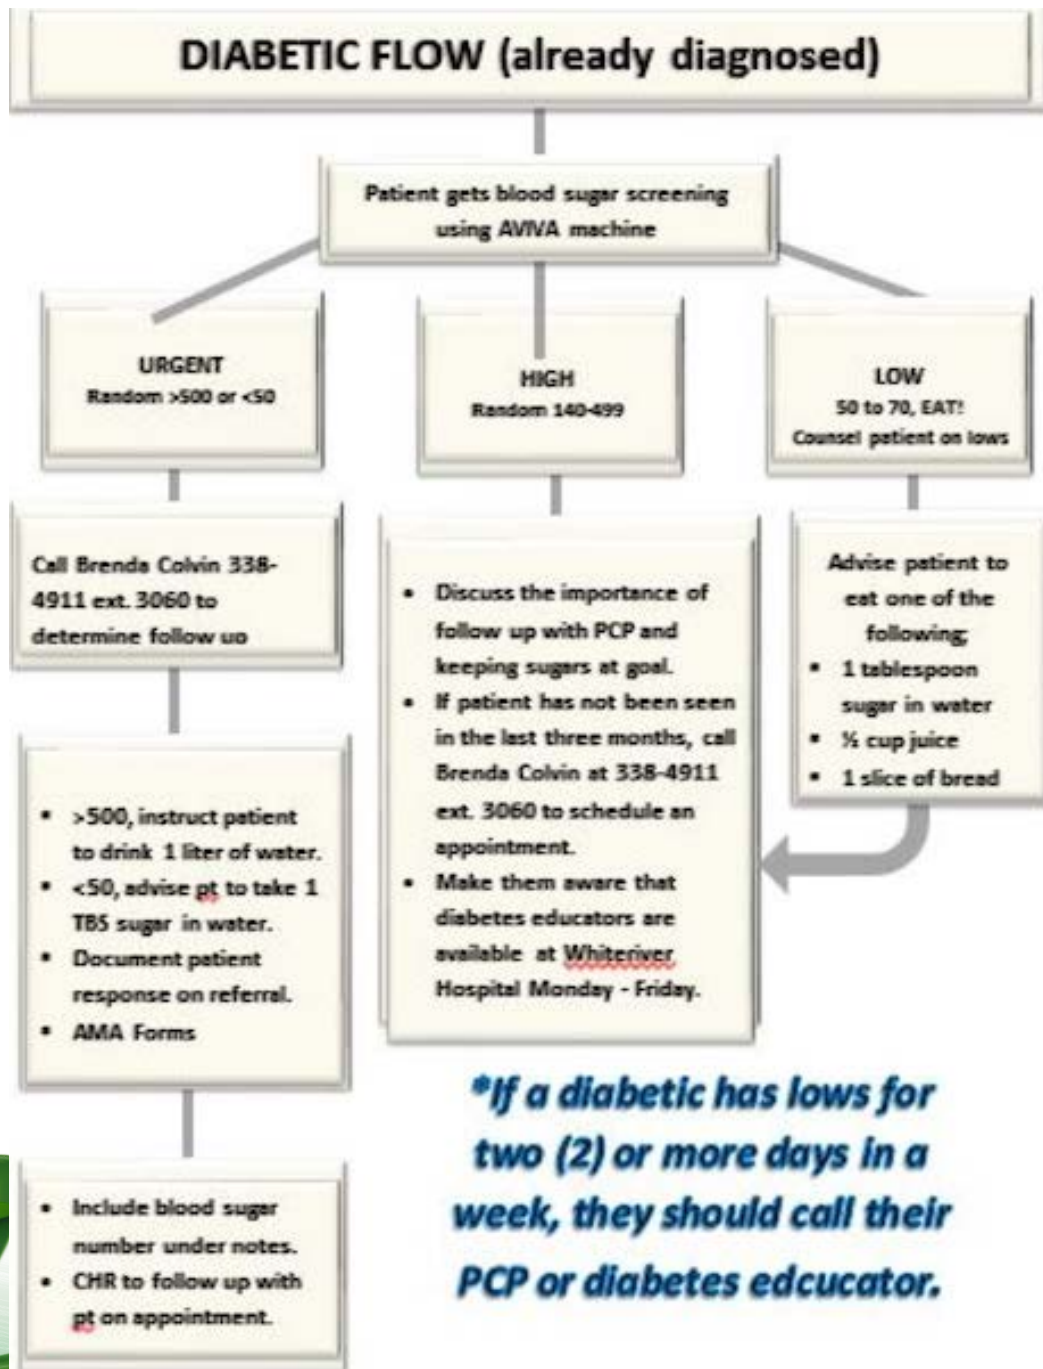 DIABETIC FLOW (already diagnosed)
Patient gets blood sugar screening
using AVIVA machine
URGENT
Random >500 or <50
Call Brenda Colvin 338-
4911 ext. 3060 to
determine follow up
▪ >500, instruct patient
to drink 1 liter of water.
▪ <50, advise pt to take 1
TBS sugar in water.
▪ Document patient
response on referral.
▪ AMA Forms
• Include blood sugar
number under notes.
• CHR to follow up with
pt on appointment.
HIGH
Random 140-499
• Discuss the importance of
follow up with PCP and
keeping sugars at goal.
• If patient has not been seen
in the last three months, call
Brenda Colvin at 338-4911
ext. 3060 to schedule an
appointment.
• Make them aware that
diabetes educators are
available at Whiteriver
Hospital Monday - Friday.
LOW
50 to 70, EAT!
Counsel patient on lows
Advise patient to
eat one of the
following;
▪ 1 tablespoon
sugar in water
▪ ½ cup juice
▪ 1 slice of bread
*If a diabetic has lows for
two (2) or more days in a
week, they should call their
PCP or diabetes edcucator.